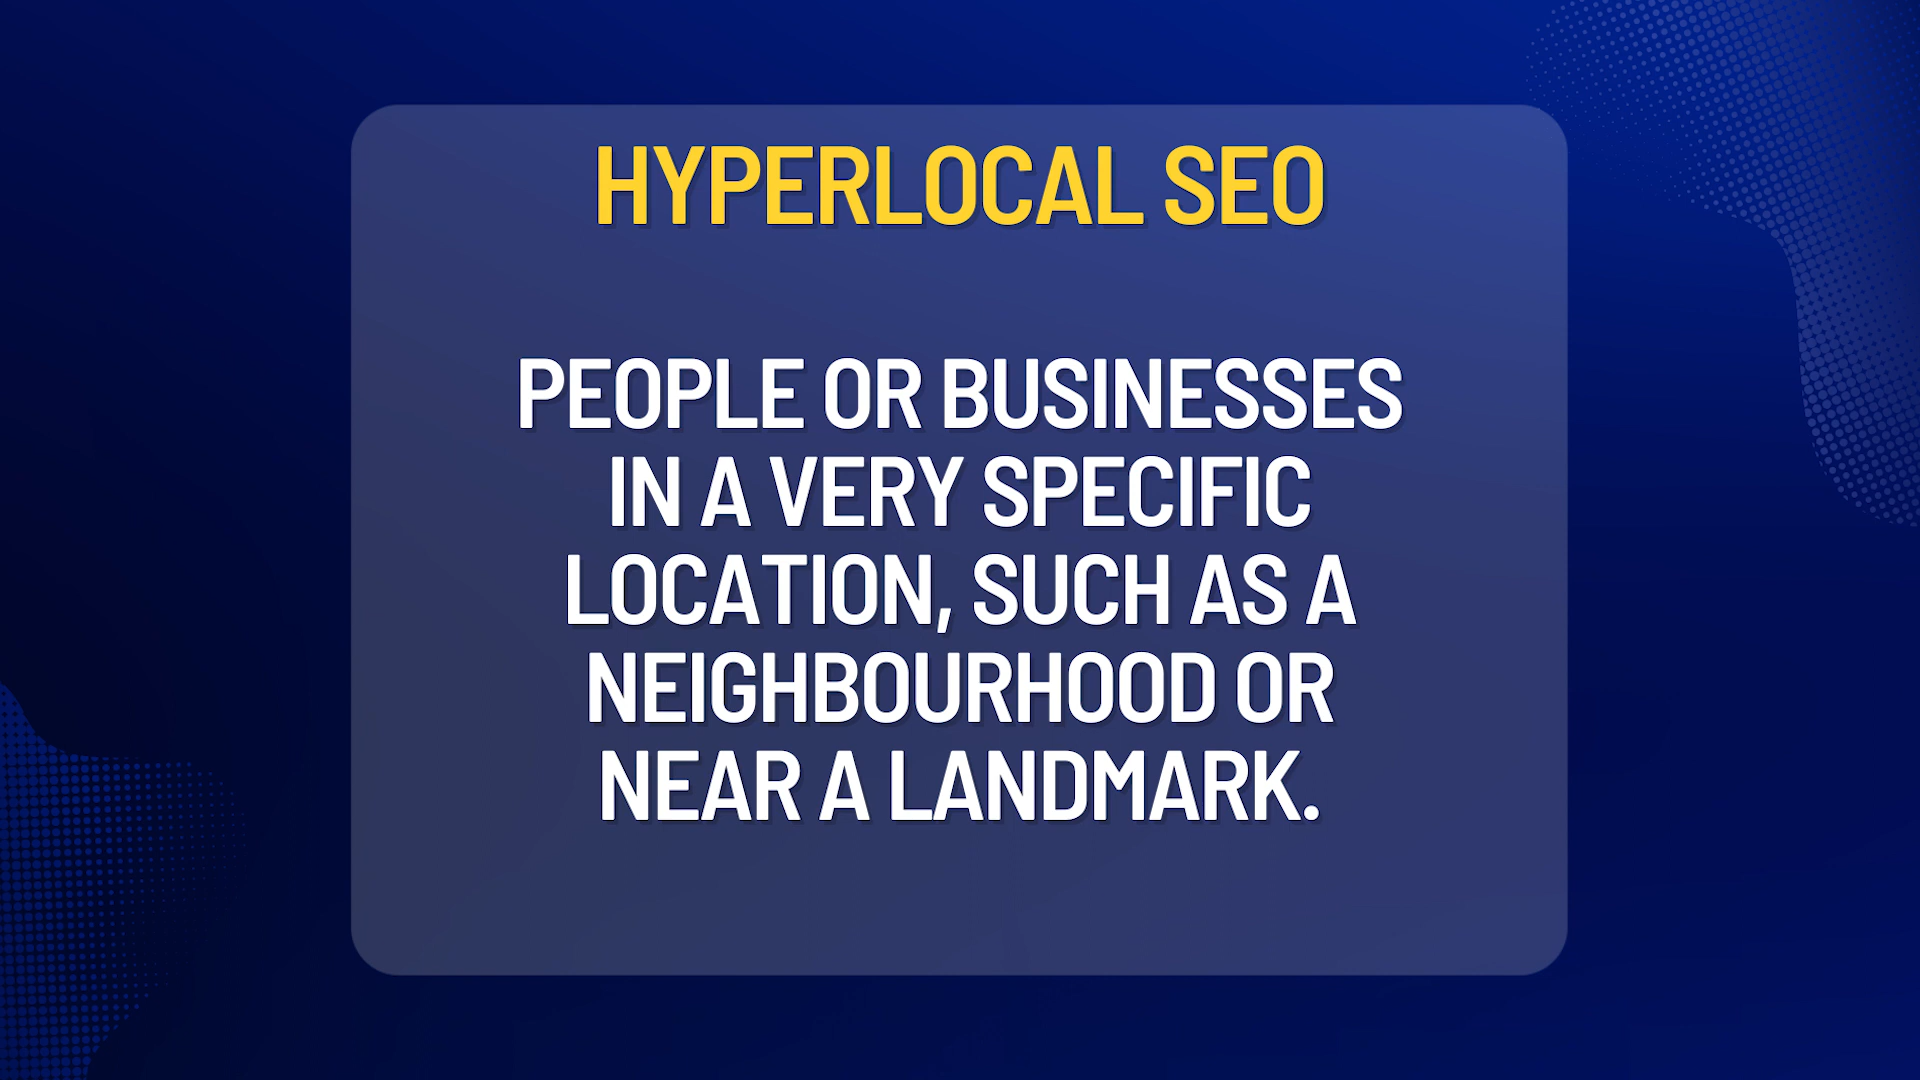 HYPERLOCAL SEO
PEOPLE OR BUSINESSES
IN A VERY SPECIFIC
LOCATION, SUCH AS A
NEIGHBOURHOOD OR
NEAR A LANDMARK.